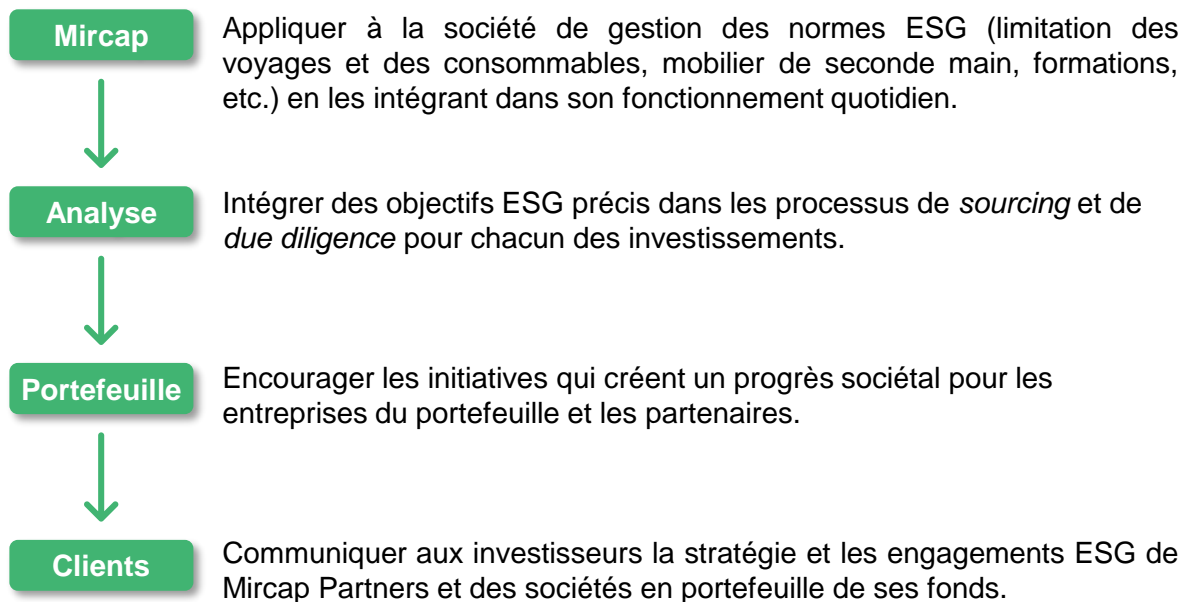 Mircap
Appliquer à la société de gestion des normes ESG (limitation des
voyages et des consommables, mobilier de seconde main, formations,
etc.) en les intégrant dans son fonctionnement quotidien.
Analyse
Intégrer des objectifs ESG précis dans les processus de sourcing et de
due diligence pour chacun des investissements.
Portefeuille
Encourager les initiatives qui créent un progrès sociétal pour les
entreprises du portefeuille et les partenaires.
Clients
Communiquer aux investisseurs la stratégie et les engagements ESG de
Mircap Partners et des sociétés en portefeuille de ses fonds.